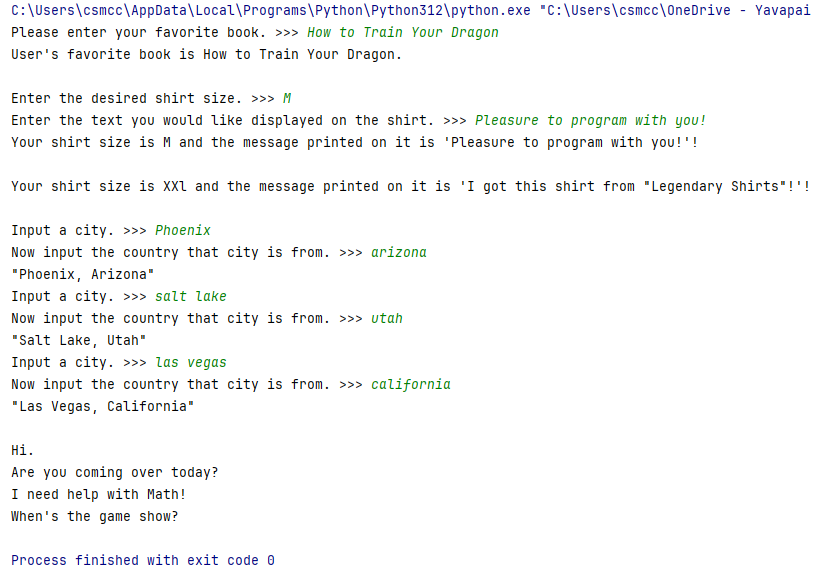 C:\Users\csmcc\AppData\Local\Programs\Python\Python312\python.exe "C:\Users\csmcc\OneDrive - Yavapai
Please enter your favorite book. >>> How to Train Your Dragon
User's favorite book is How to Train Your Dragon.
Enter the desired shirt size. >>> M
Enter the text you would like displayed on the shirt. >>> Pleasure to program with you!
Your shirt size is M and the message printed on it is 'Pleasure to program with you!'!
Your shirt size is XXl and the message printed on it is 'I got this shirt from "Legendary Shirts"!'!
Input a city. >>> Phoenix
Now input the country that city is from. >>> arizona
"Phoenix, Arizona"
Input a city. >>> salt lake
Now input the country that city is from. >>> utah
"Salt Lake, Utah"
Input a city. >>> las vegas
Now input the country that city is from. >>> california
"Las Vegas, California"
Hi.
Are you coming over today?
I need help with Math!
When's the game show?
Process finished with exit code 0